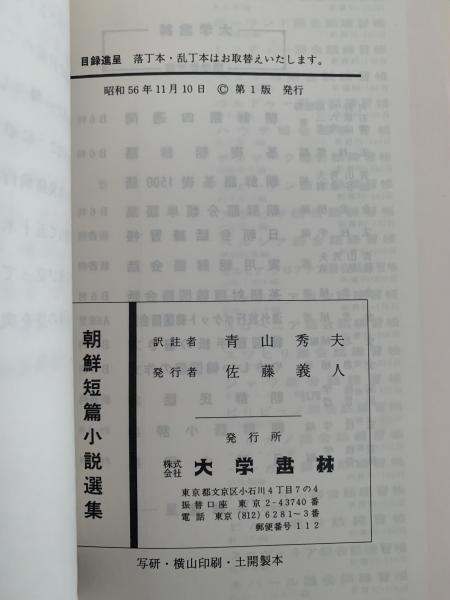 目録進呈 落丁本・乱丁本はお取替えいたします。
昭和56年11月10日 ©第1版 発行
朝鮮短篇小説選集
訳註者 青山秀夫
発行者 佐藤義人
発行所
株式会社 大学書林
東京都文京区小石川4丁目7の4
振替口座 東京2-43740番
電話 東京(812)6281〜3番
郵便番号112
写研・横山印刷・土開製本